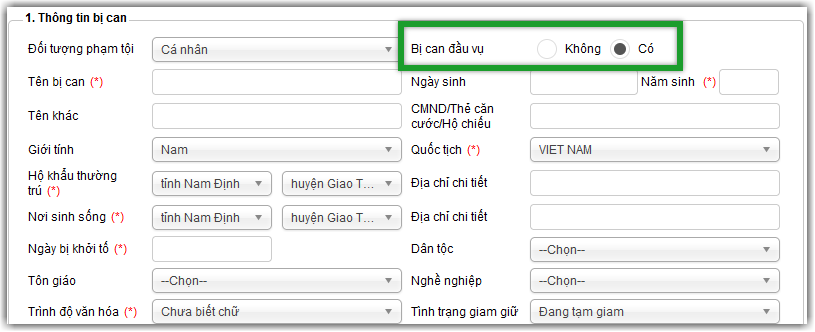 1. Thông tin bị can
Đối tượng phạm tội Cá nhân Bị can đầu vụ Không Có
Tên bị can (*) Ngày sinh Năm sinh (*)
Tên khác CMND/Thẻ căn cước/Hộ chiếu
Giới tính Nam Quốc tịch (*) VIET NAM
Hộ khẩu thường trú (*) tỉnh Nam Định huyện Giao T... Địa chỉ chi tiết
Nơi sinh sống (*) tỉnh Nam Định huyện Giao T... Địa chỉ chi tiết
Ngày bị khởi tố (*) Dân tộc --Chọn--
Tôn giáo --Chọn-- Nghề nghiệp --Chọn--
Trình độ văn hóa (*) Chưa biết chữ Tình trạng giam giữ Đang tạm giam